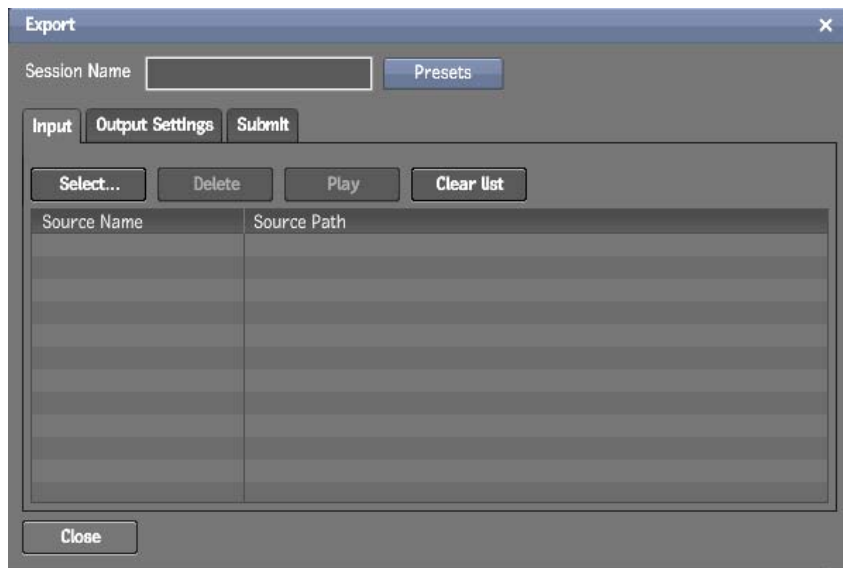 Export
Session Name Presets
Input Output Settings Submit
Select... Delete Play Clear list
Source Name Source Path
Close